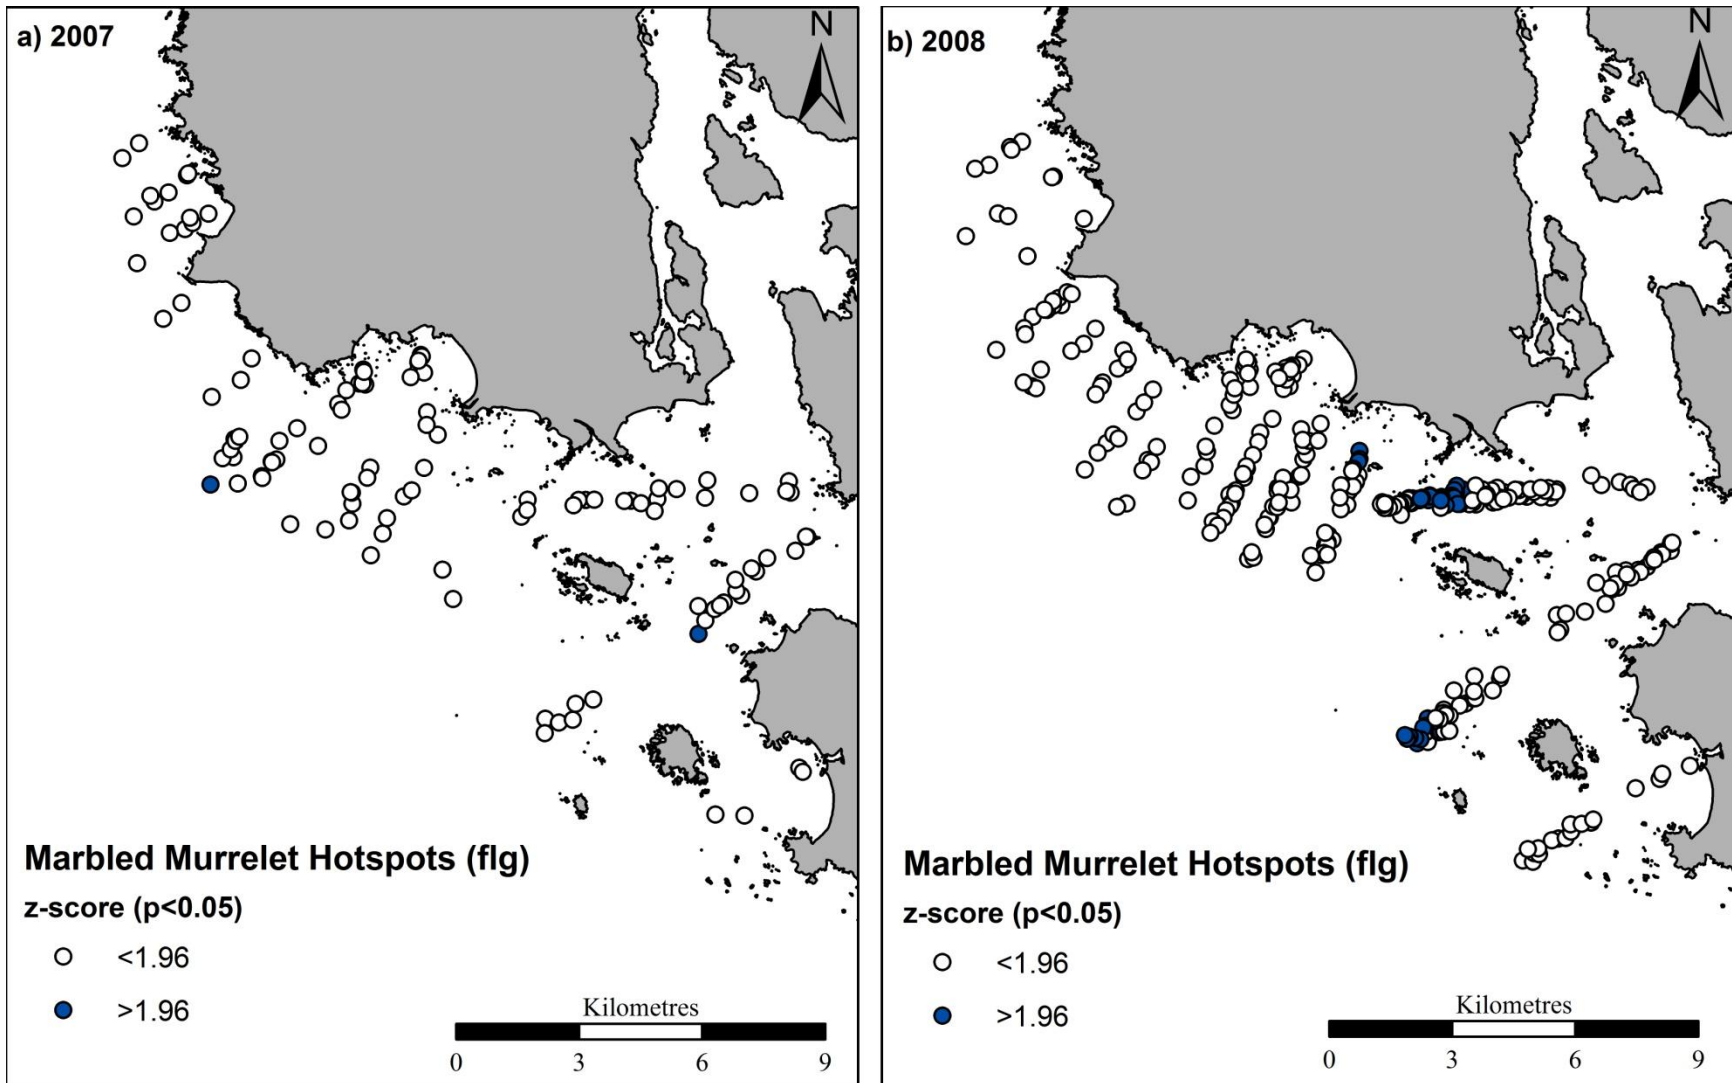 a) 2007
N
Marbled Murrelet Hotspots (flg)
z-score (p<0.05)
<1.96
>1.96
Kilometres
0 3 6 9
b) 2008
N
Marbled Murrelet Hotspots (flg)
z-score (p<0.05)
<1.96
>1.96
Kilometres
0 3 6 9